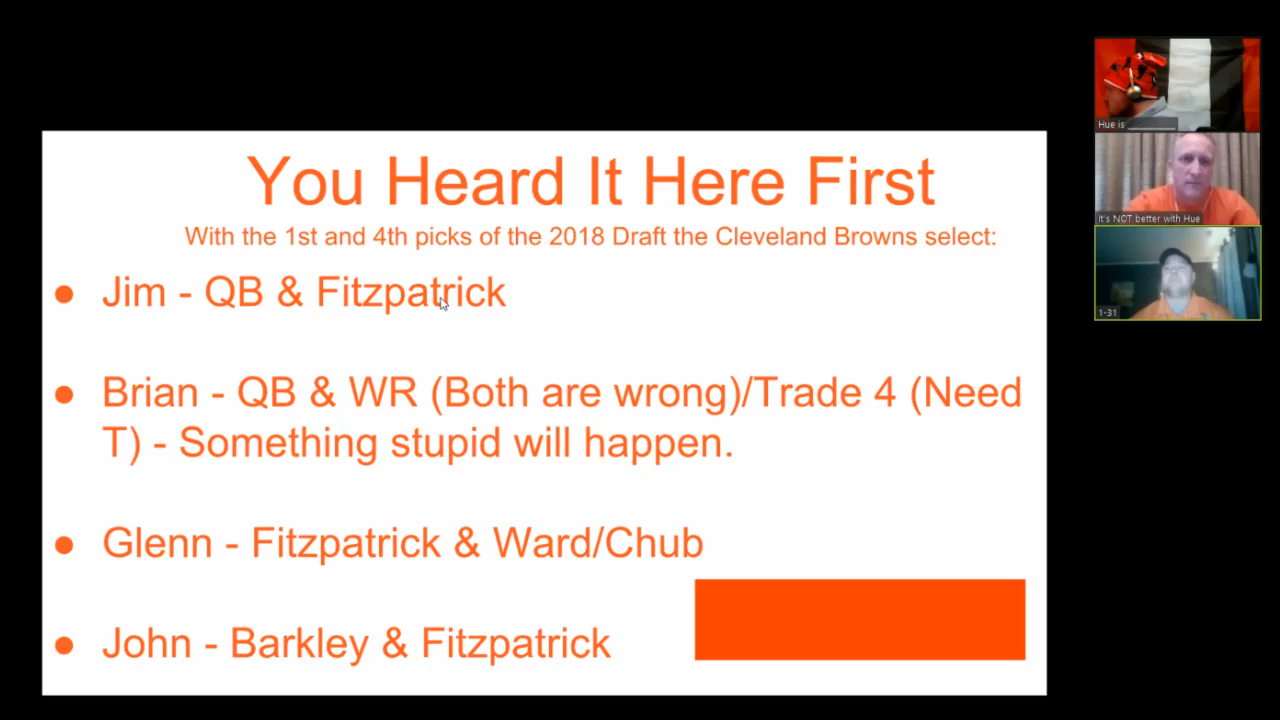 You Heard It Here First
With the 1st and 4th picks of the 2018 Draft the Cleveland Browns select:
● Jim - QB & Fitzpatrick
● Brian - QB & WR (Both are wrong)/Trade 4 (Need
T) - Something stupid will happen.
● Glenn - Fitzpatrick & Ward/Chub
● John - Barkley & Fitzpatrick
Hue is ________
It's NOT better with Hue
1-31